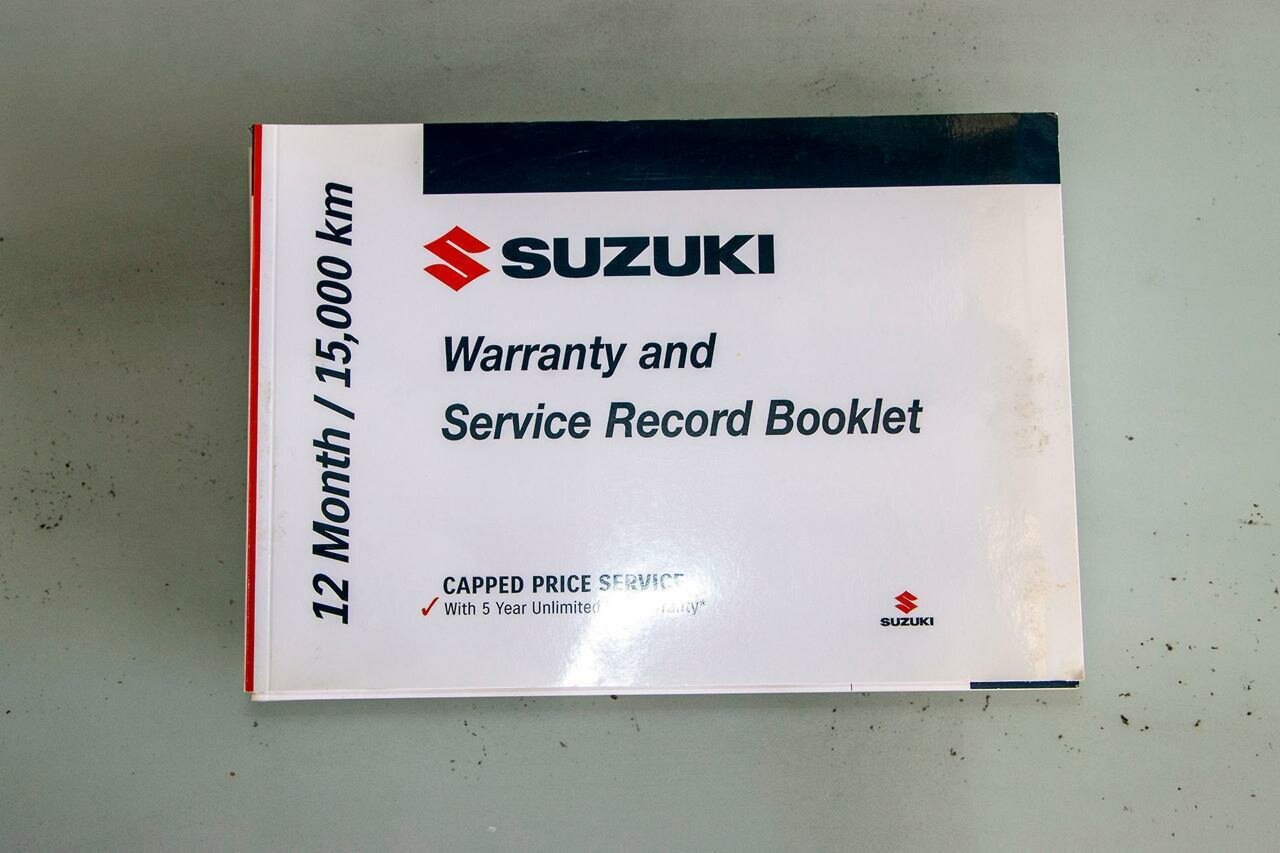 12 Month / 15,000 km
SUZUKI
Warranty and
Service Record Booklet
CAPPED PRICE SERVICE
With 5 Year Unlimited
SUZUKI